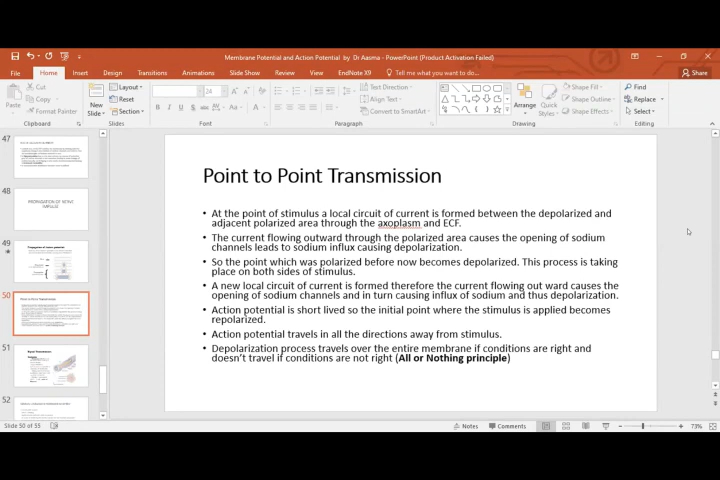 Membrane Potential and Action Potential by Dr Aasma - PowerPoint (Product Activation Failed)
File Home Insert Design Transitions Animations Slide Show Review View EndNote X9 Tell me what you want to do... Share
Paste
Cut
Copy
Format Painter
Clipboard
New
Slide
Layout
Reset
Section
Slides
24
Font
Text Direction
Align Text
Convert to SmartArt
Paragraph
Arrange
Quick
Styles
Shape Fill
Shape Outline
Shape Effects
Drawing
Find
Replace
Select
Editing
47
48
PROPAGATION OF NERVE
IMPULSE
49
50
51
52
Point to Point Transmission
• At the point of stimulus a local circuit of current is formed between the depolarized and
adjacent polarized area through the axoplasm and ECF.
• The current flowing outward through the polarized area causes the opening of sodium
channels leads to sodium influx causing depolarization.
• So the point which was polarized before now becomes depolarized. This process is taking
place on both sides of stimulus.
• A new local circuit of current is formed therefore the current flowing out ward causes the
opening of sodium channels and in turn causing influx of sodium and thus depolarization.
• Action potential is short lived so the initial point where the stimulus is applied becomes
repolarized.
• Action potential travels in all the directions away from stimulus.
• Depolarization process travels over the entire membrane if conditions are right and
doesn't travel if conditions are not right (All or Nothing principle)
Slide 50 of 55
Notes Comments 73%